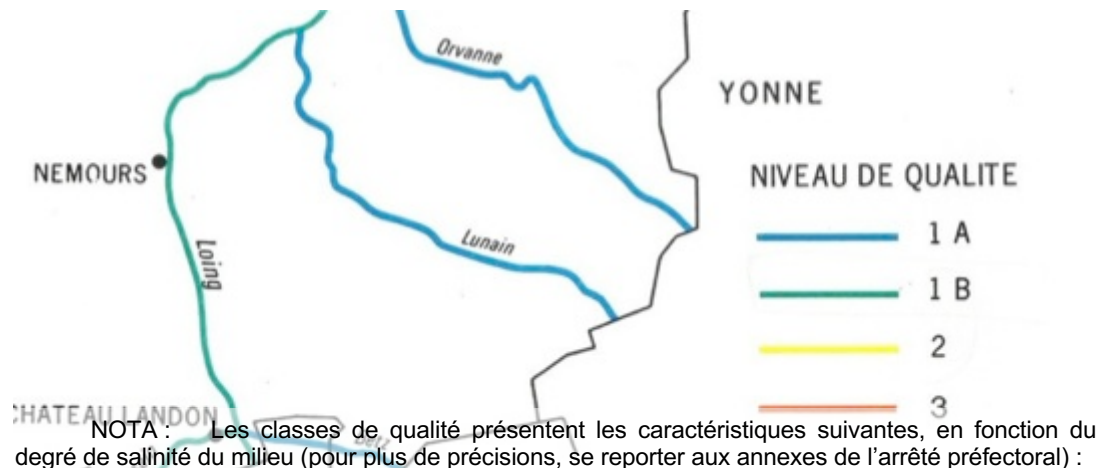 Orvanne
YONNE
NEMOURS
NIVEAU DE QUALITE
1 A
Lunain
Loing
1 B
2
CHATEAU LANDON
3
Betz
NOTA : Les classes de qualité présentent les caractéristiques suivantes, en fonction du
degré de salinité du milieu (pour plus de précisions, se reporter aux annexes de l'arrêté préfectoral) :